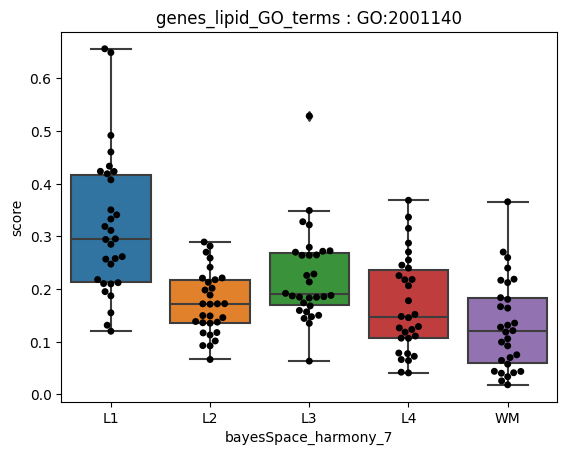 genes_lipid_GO_terms : GO:2001140
score
0.6
0.5
0.4
0.3
0.2
0.1
0.0
L1 L2 L3 L4 WM
bayesSpace_harmony_7